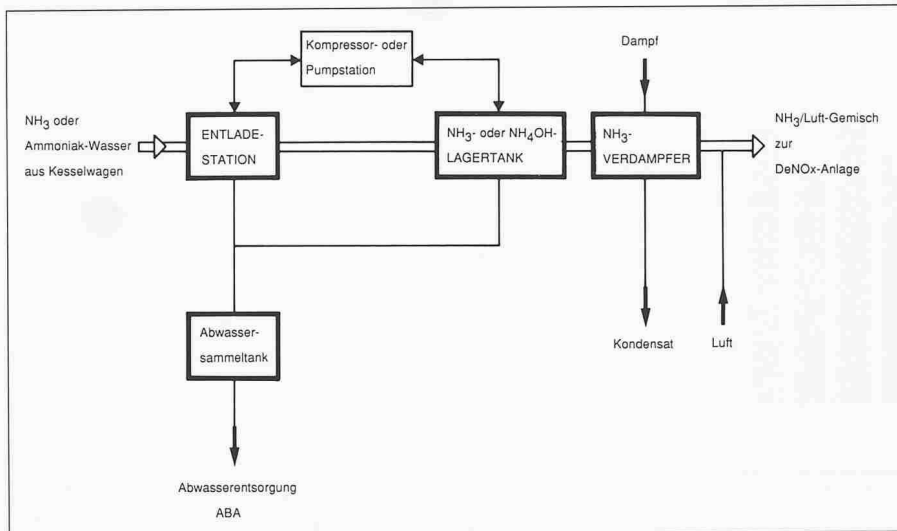 Kompressor- oder
Pumpstation
Dampf
NH3 oder
Ammoniak-Wasser
aus Kesselwagen
ENTLADE-
STATION
NH3- oder NH4OH-
LAGERTANK
NH3-
VERDAMPFER
NH3/Luft-Gemisch
zur
DeNOx-Anlage
Abwasser-
sammeltank
Kondensat
Luft
Abwasserentsorgung
ABA